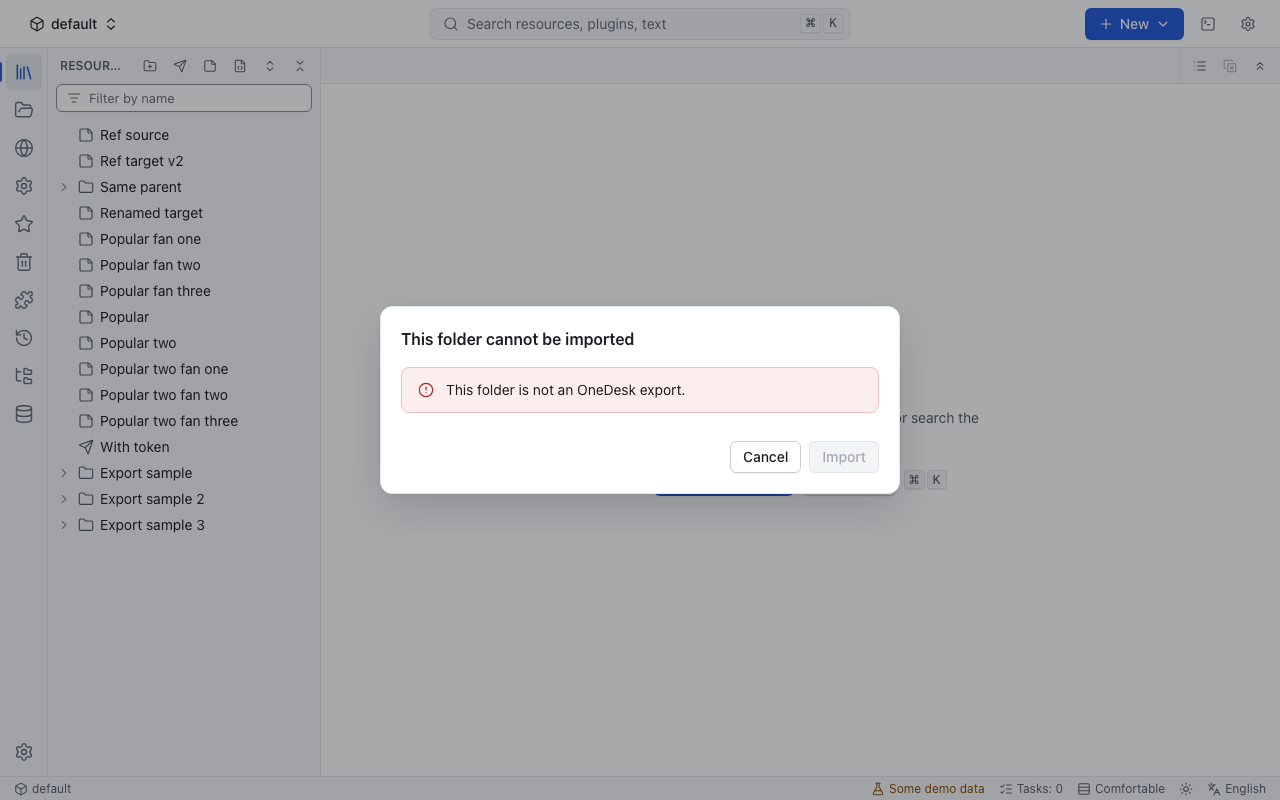 default
Search resources, plugins, text
⌘ K
New
RESOUR...
Filter by name
Ref source
Ref target v2
Same parent
Renamed target
Popular fan one
Popular fan two
Popular fan three
Popular
Popular two
Popular two fan one
Popular two fan two
Popular two fan three
With token
Export sample
Export sample 2
Export sample 3
This folder cannot be imported
This folder is not an OneDesk export.
or search the
Cancel
Import
⌘ K
default
Some demo data
Tasks: 0
Comfortable
English